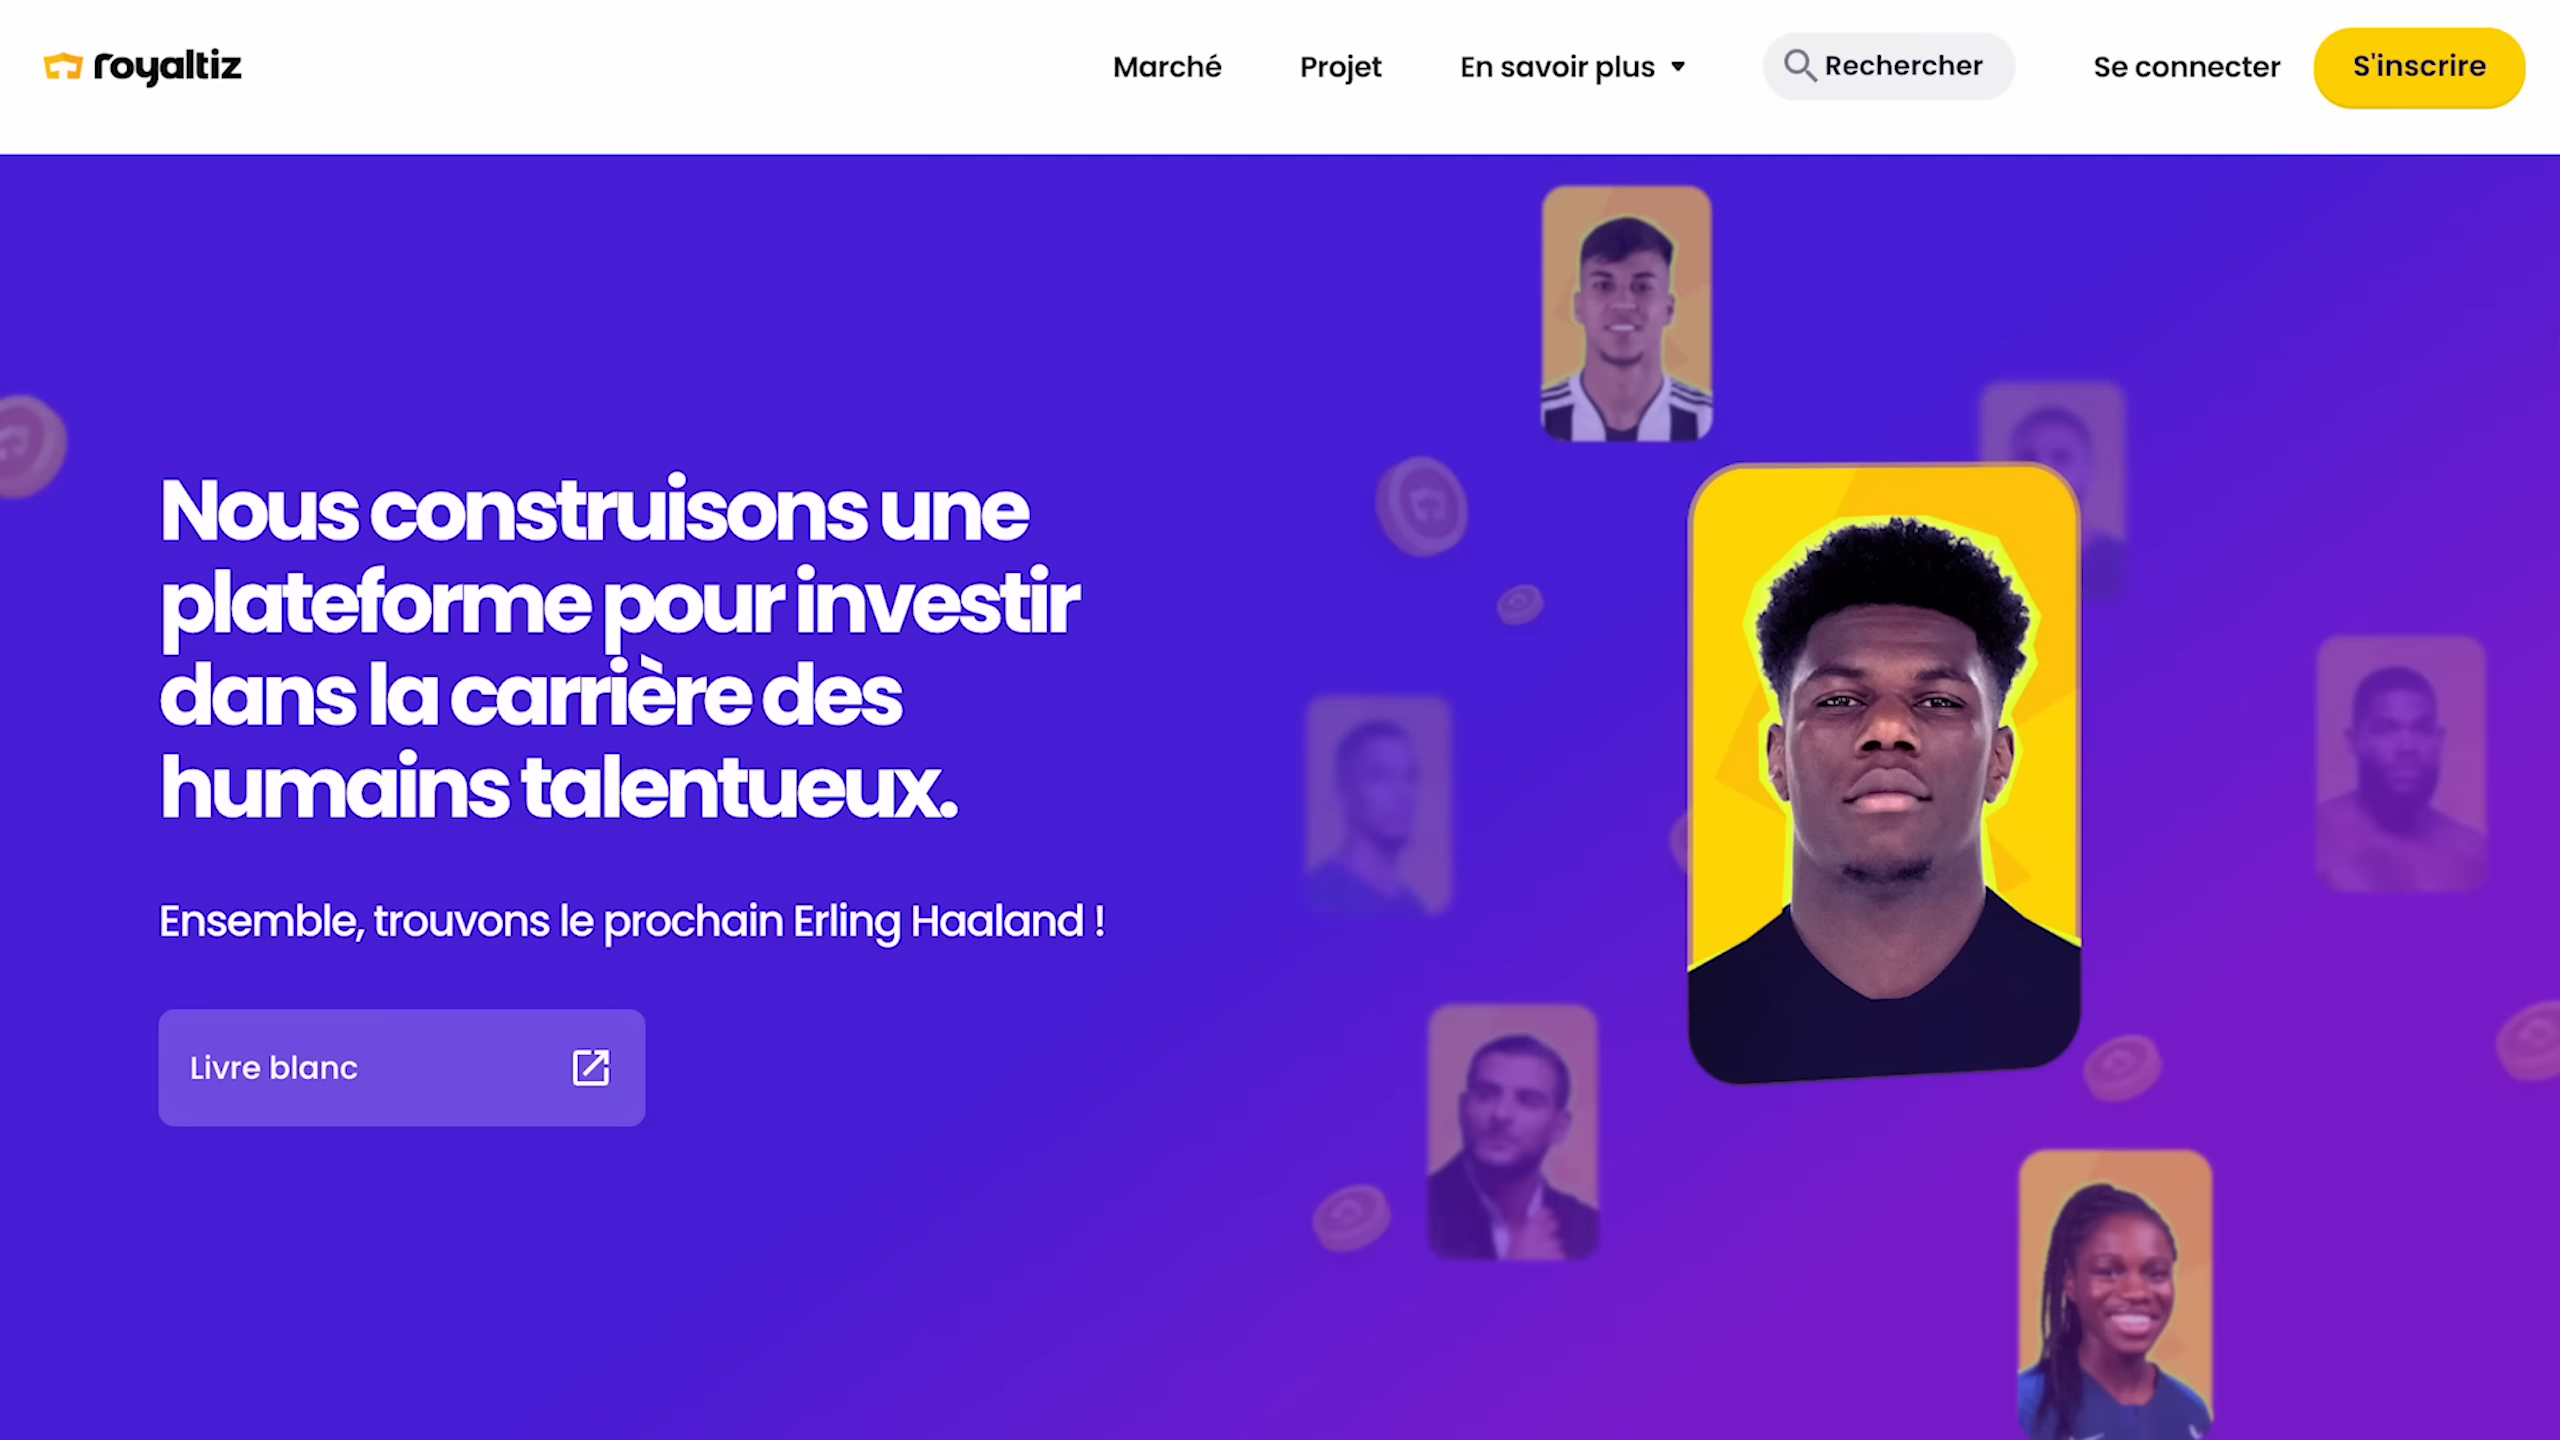 royaltiz
Marché
Projet
En savoir plus
Rechercher
Se connecter
S'inscrire
Nous construisons une
plateforme pour investir
dans la carrière des
humains talentueux.
Ensemble, trouvons le prochain Erling Haaland !
Livre blanc